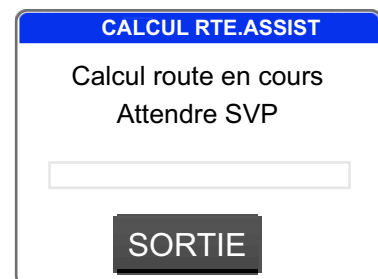 CALCUL RTE.ASSIST
Calcul route en cours
Attendre SVP
SORTIE